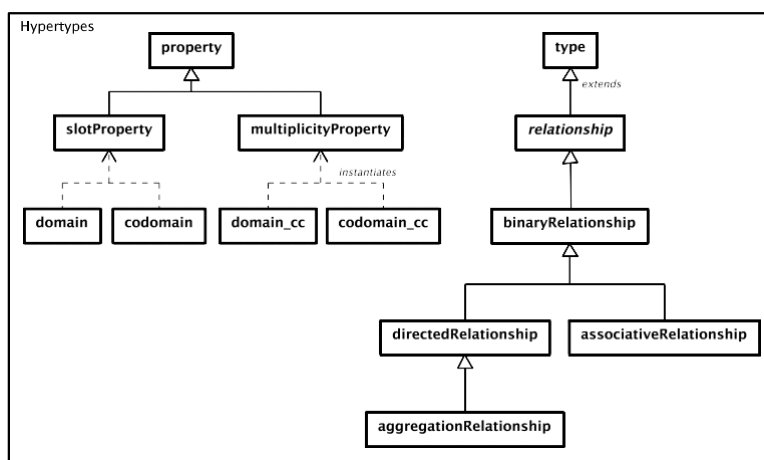 Hypertypes
property
type
extends
slotProperty
multiplicityProperty
relationship
instantiates
domain
codomain
domain_cc
codomain_cc
binaryRelationship
directedRelationship
associativeRelationship
aggregationRelationship